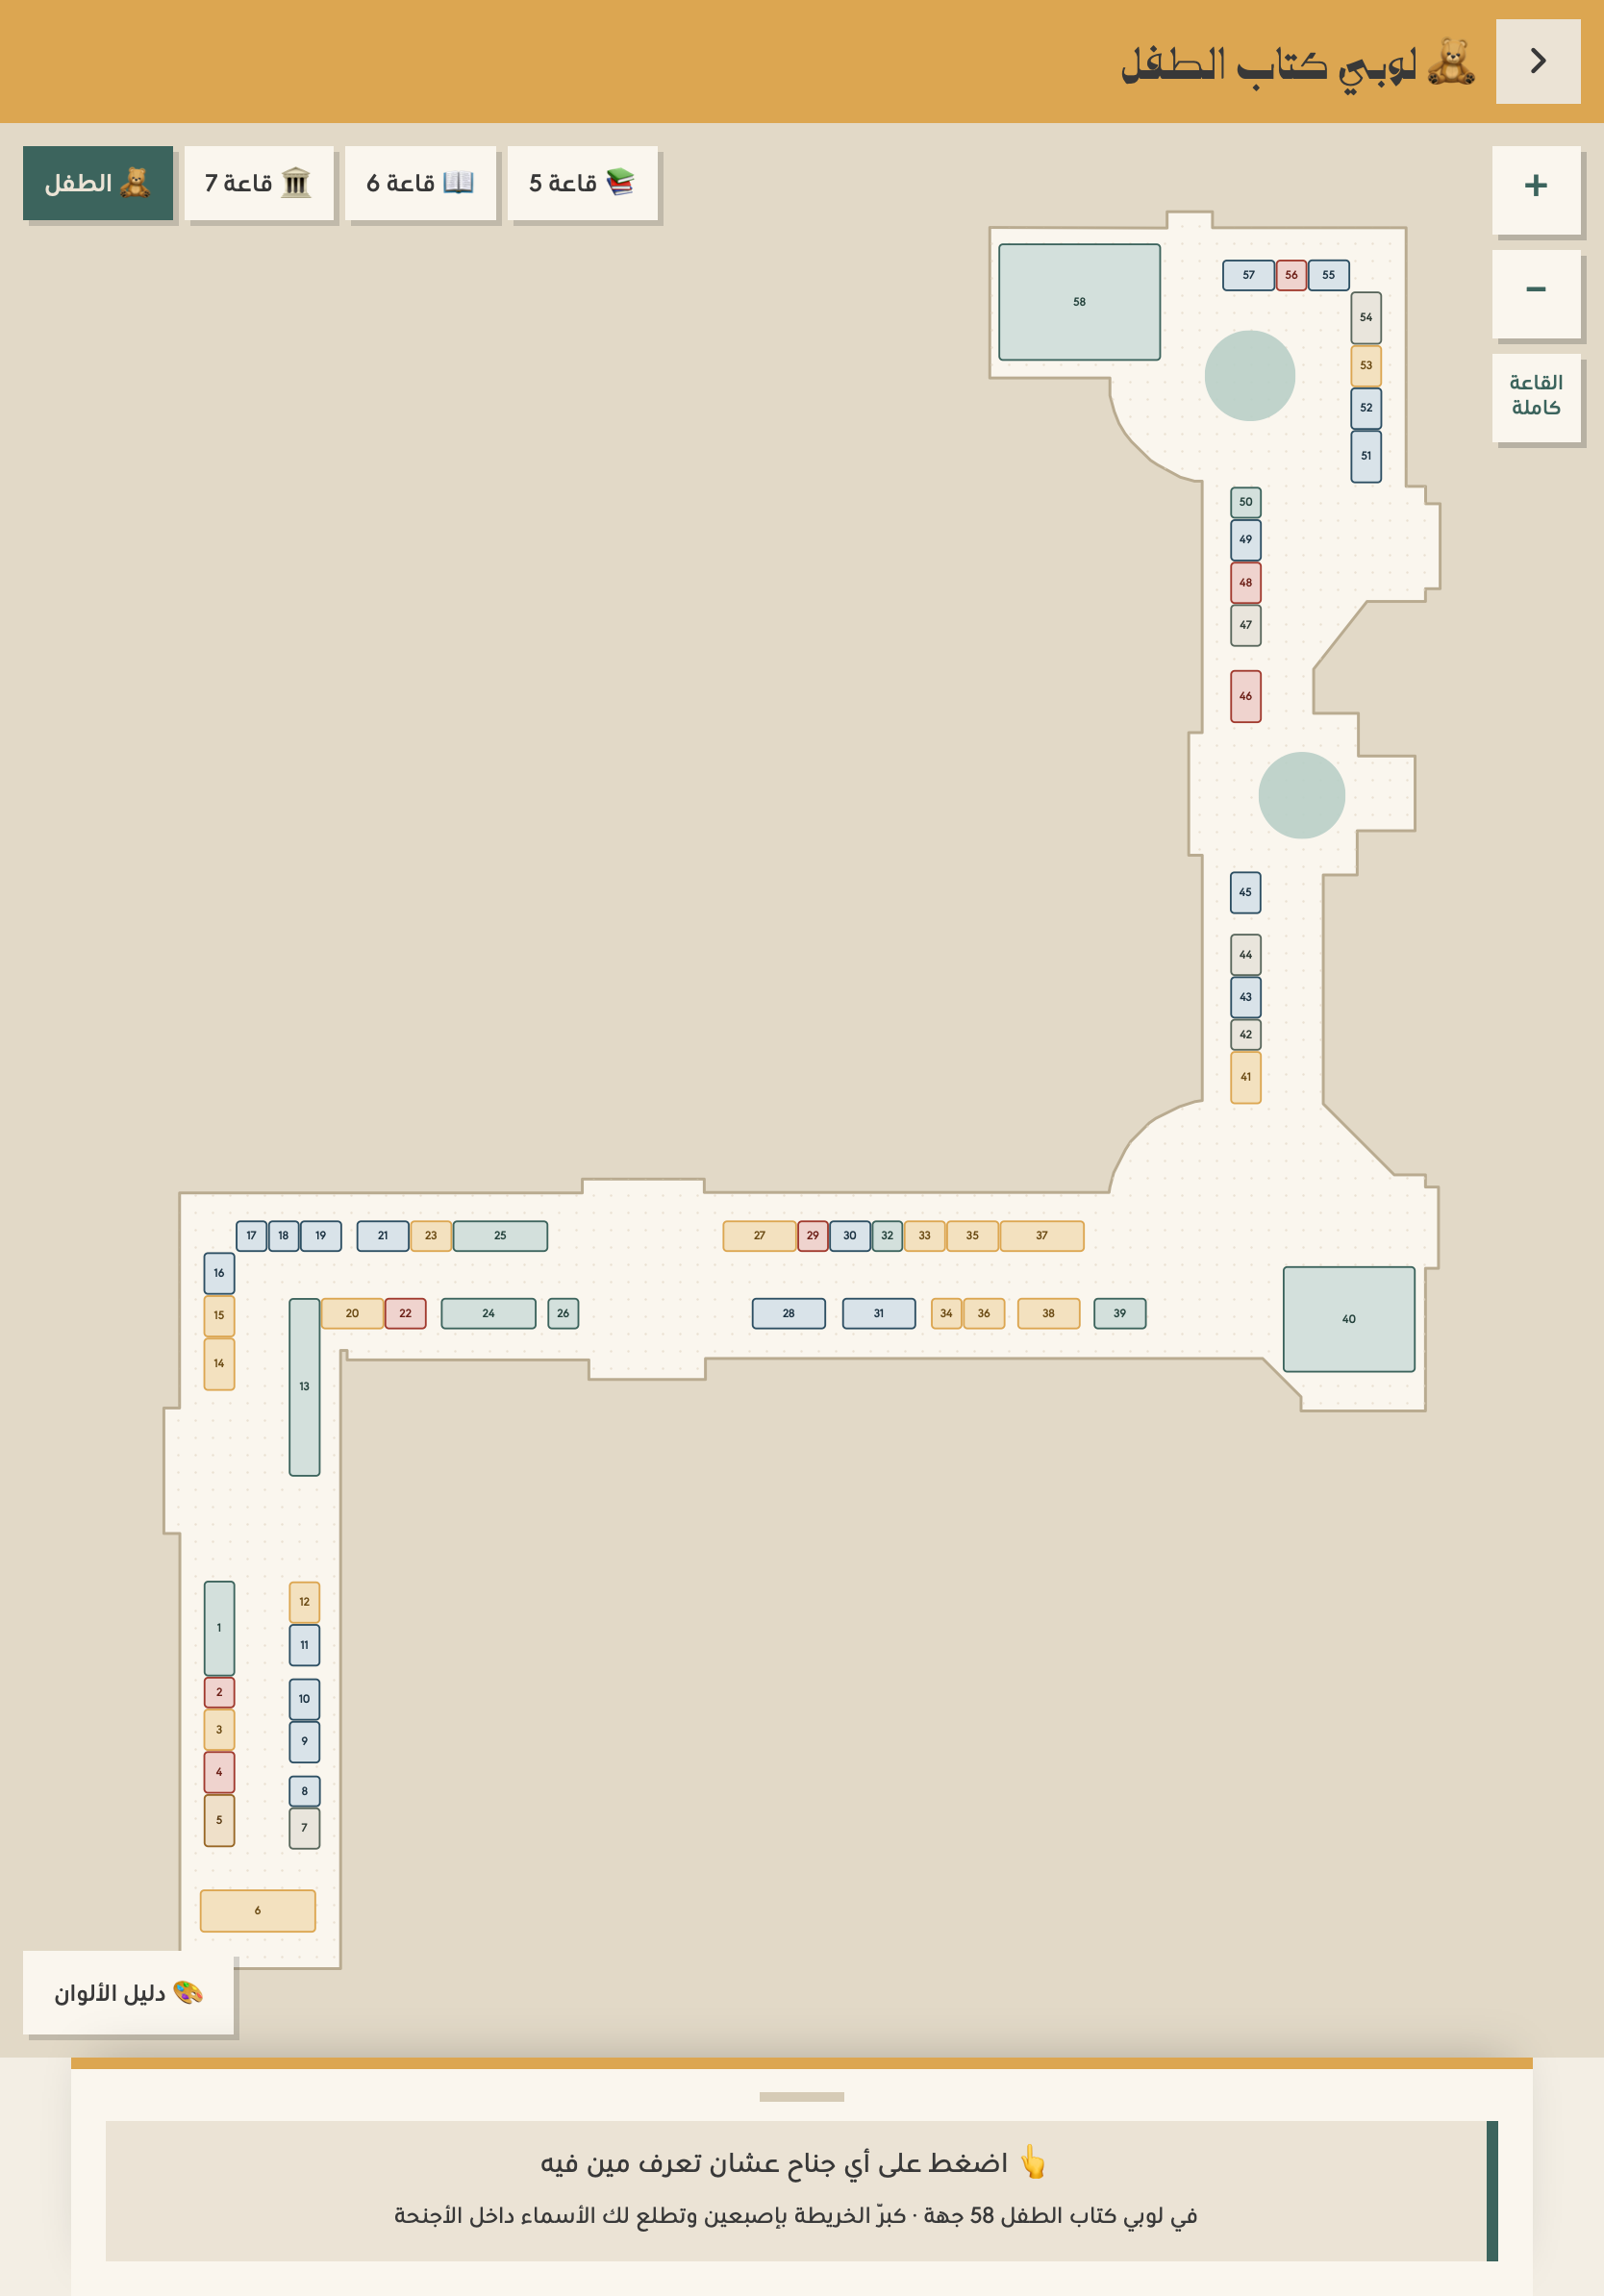 🧸 لوبي كتاب الطفل
📚 قاعة 5
📖 قاعة 6
🏛️ قاعة 7
🧸 الطفل
+
−
القاعة
كاملة
58
57 56 55
54
53
52
51
50
49
48
47
46
45
44
43
42
41
17 18 19 21 23 25 27 29 30 32 33 35 37
16
15
14
13
20 22 24 26 28 31 34 36 38 39
40
1
2
3
4
5
12
11
10
9
8
7
6
🎨 دليل الألوان
👆 اضغط على أي جناح عشان تعرف مين فيه
في لوبي كتاب الطفل 58 جهة · كبّر الخريطة بإصبعين وتطلع لك الأسماء داخل الأجنحة